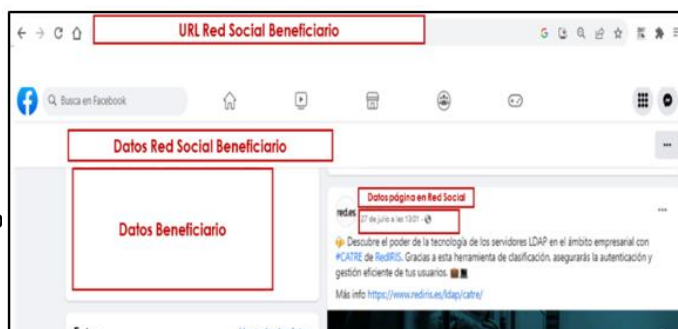 URL Red Social Beneficiario
Busca en Facebook
Datos Red Social Beneficiario
Datos Beneficiario
red.es
Datos página en Red Social
27 de julio a las 13:01 ·
Descubre el poder de la tecnología de los servidores LDAP en el ámbito empresarial con
#CATRE de RedIRIS. Gracias a esta herramienta de clasificación, asegurarás la autenticación y
gestión eficiente de tus usuarios.
Más info https://www.rediris.es/ldap/catre/